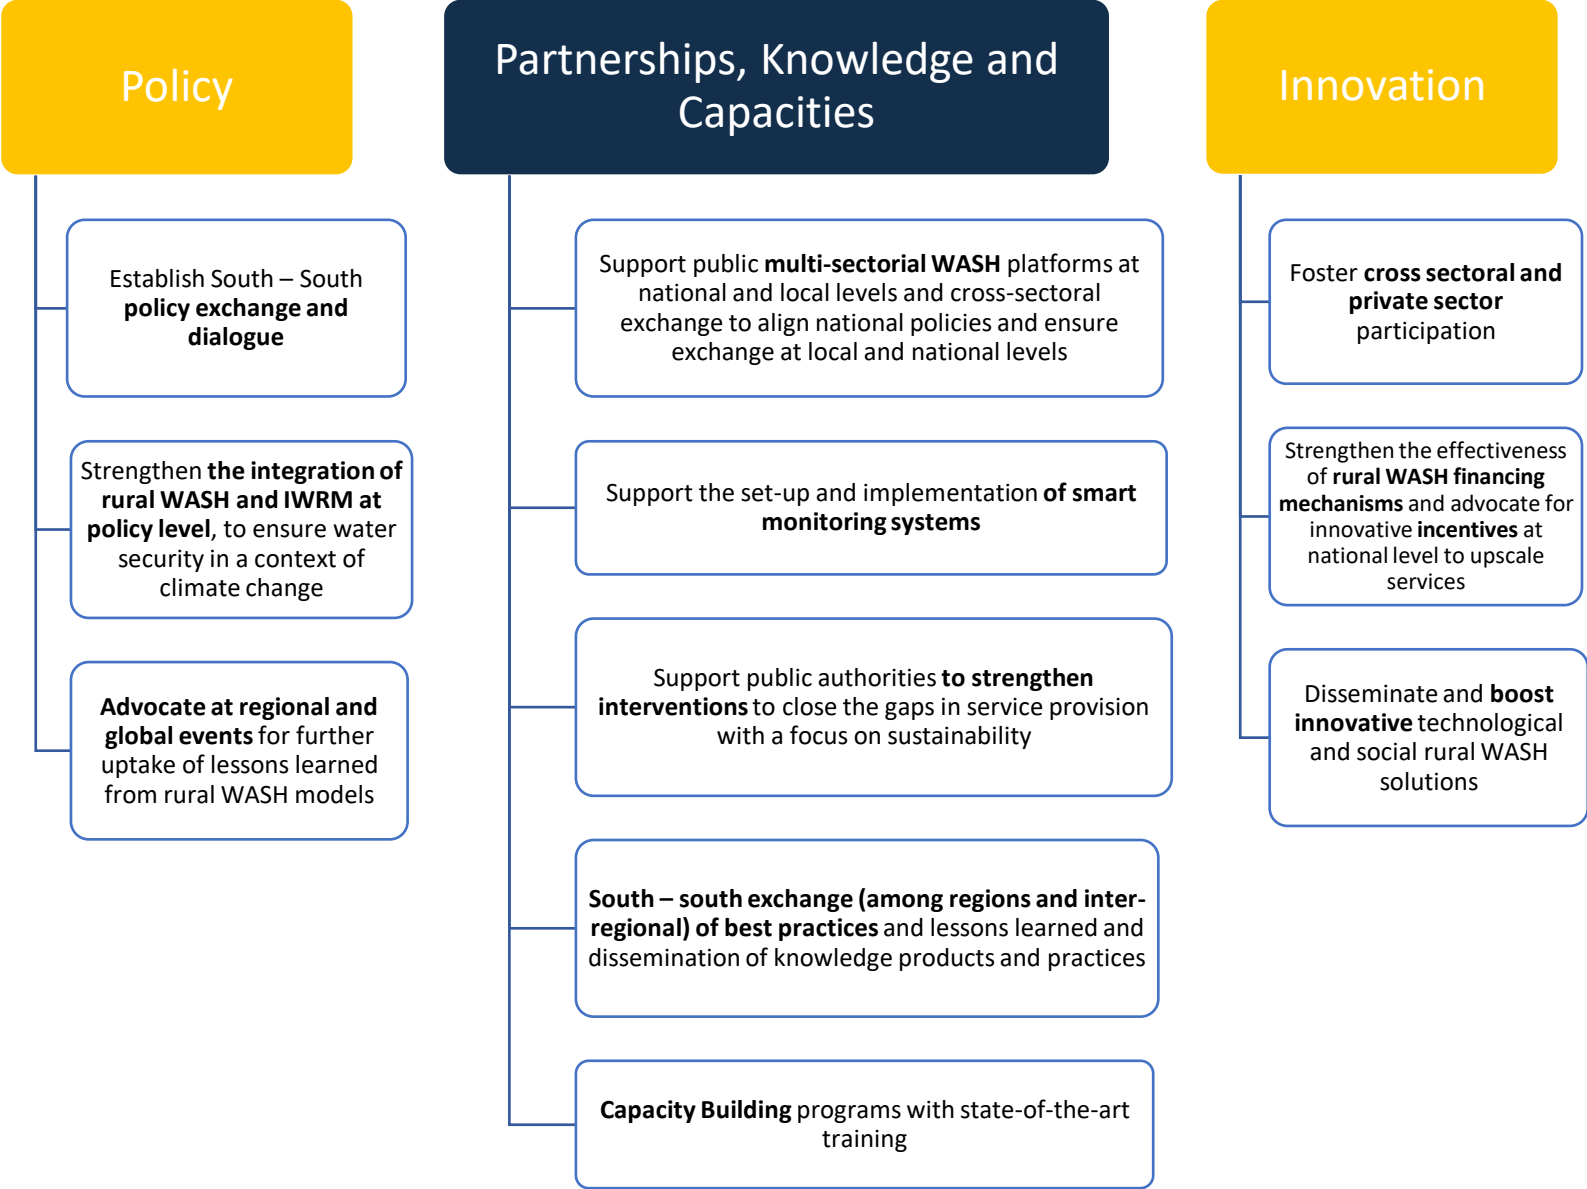 Policy
Establish South – South
policy exchange and
dialogue
Strengthen the integration of
rural WASH and IWRM at
policy level, to ensure water
security in a context of
climate change
Advocate at regional and
global events for further
uptake of lessons learned
from rural WASH models
Partnerships, Knowledge and
Capacities
Support public multi-sectorial WASH platforms at
national and local levels and cross-sectoral
exchange to align national policies and ensure
exchange at local and national levels
Support the set-up and implementation of smart
monitoring systems
Support public authorities to strengthen
interventions to close the gaps in service provision
with a focus on sustainability
South – south exchange (among regions and inter-
regional) of best practices and lessons learned and
dissemination of knowledge products and practices
Capacity Building programs with state-of-the-art
training
Innovation
Foster cross sectoral and
private sector
participation
Strengthen the effectiveness
of rural WASH financing
mechanisms and advocate for
innovative incentives at
national level to upscale
services
Disseminate and boost
innovative technological
and social rural WASH
solutions